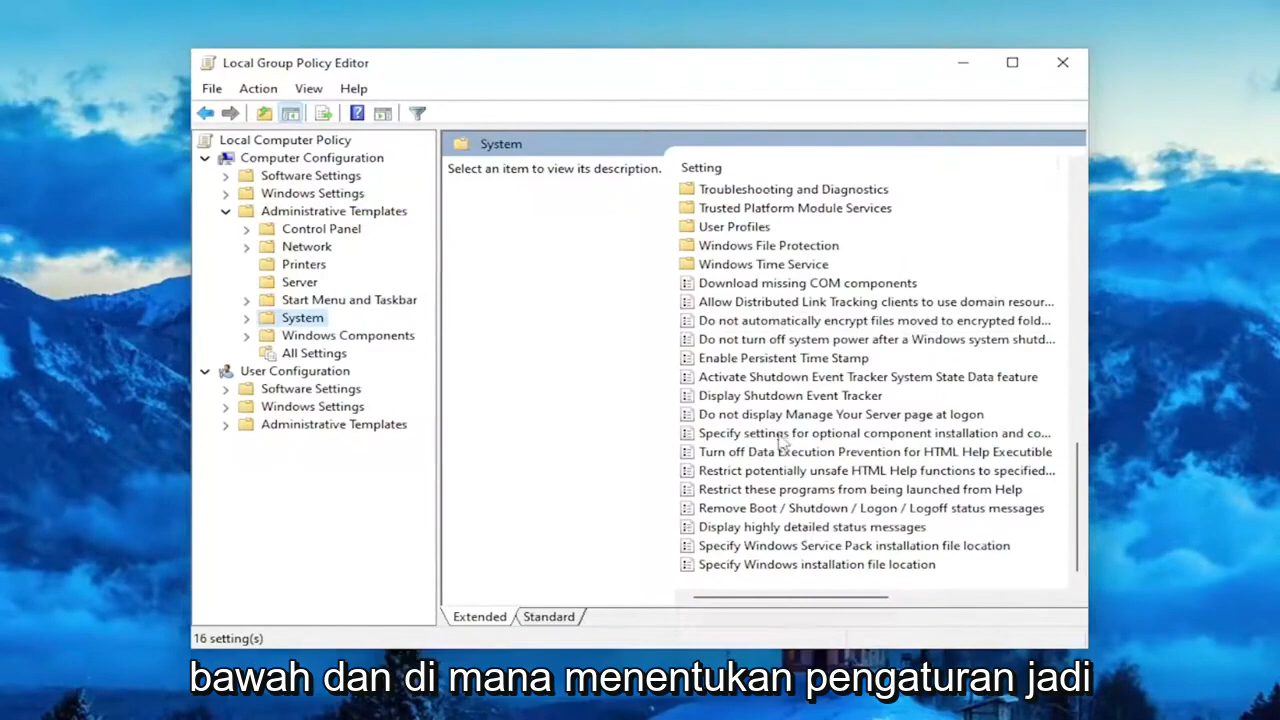 Local Group Policy Editor
File Action View Help
Local Computer Policy
Computer Configuration
Software Settings
Windows Settings
Administrative Templates
Control Panel
Network
Printers
Server
Start Menu and Taskbar
System
Windows Components
All Settings
User Configuration
Software Settings
Windows Settings
Administrative Templates
System
Select an item to view its description.
Setting
Troubleshooting and Diagnostics
Trusted Platform Module Services
User Profiles
Windows File Protection
Windows Time Service
Download missing COM components
Allow Distributed Link Tracking clients to use domain resour...
Do not automatically encrypt files moved to encrypted fold...
Do not turn off system power after a Windows system shutd...
Enable Persistent Time Stamp
Activate Shutdown Event Tracker System State Data feature
Display Shutdown Event Tracker
Do not display Manage Your Server page at logon
Specify settings for optional component installation and co...
Turn off Data Execution Prevention for HTML Help Executible
Restrict potentially unsafe HTML Help functions to specified...
Restrict these programs from being launched from Help
Remove Boot / Shutdown / Logon / Logoff status messages
Display highly detailed status messages
Specify Windows Service Pack installation file location
Specify Windows installation file location
Extended Standard
16 setting(s)
bawah dan di mana menentukan pengaturan jadi